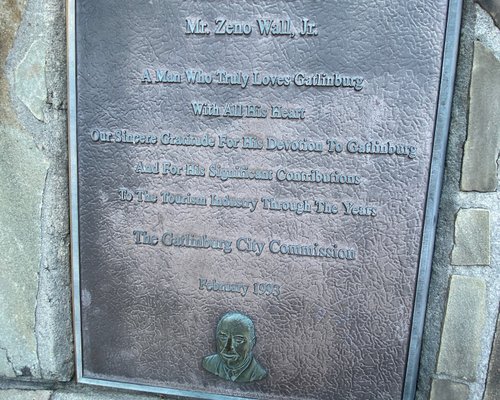 Mr. Zeno Wall, Jr.
A Man Who Truly Loves Gatlinburg
With All His Heart
Our Sincere Gratitude For His Devotion To Gatlinburg
And For His Significant Contributions
To The Tourism Industry Through The Years
The Gatlinburg City Commission
February 1993